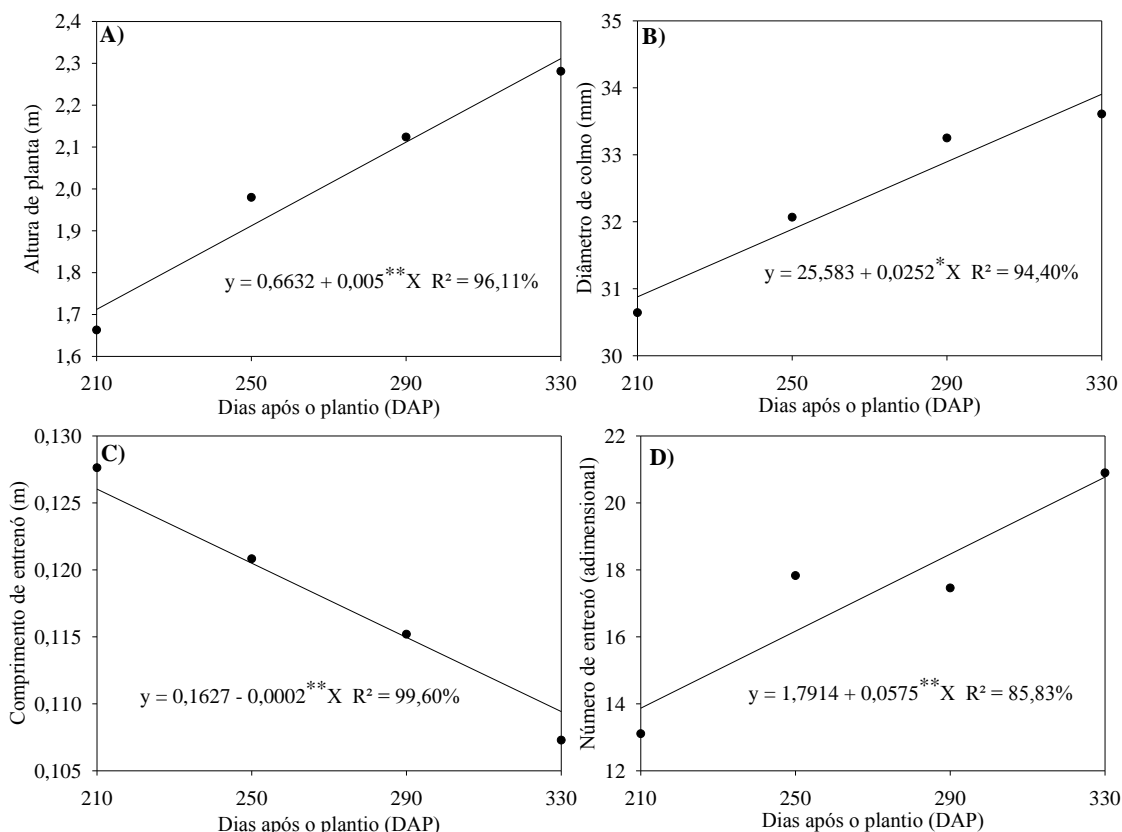 A)
Altura de planta (m)
2,4
2,3
2,2
2,1
2,0
1,9
1,8
1,7
1,6
y = 0,6632 + 0,005**X R² = 96,11%
210 250 290 330
Dias após o plantio (DAP)
B)
Diâmetro de colmo (mm)
35
34
33
32
31
30
y = 25,583 + 0,0252*X R² = 94,40%
210 250 290 330
Dias após o plantio (DAP)
C)
Comprimento de entrenó (m)
0,130
0,125
0,120
0,115
0,110
0,105
y = 0,1627 - 0,0002**X R² = 99,60%
210 250 290 330
Dias após o plantio (DAP)
D)
Número de entrenó (adimensional)
22
20
18
16
14
12
y = 1,7914 + 0,0575**X R² = 85,83%
210 250 290 330
Dias após o plantio (DAP)